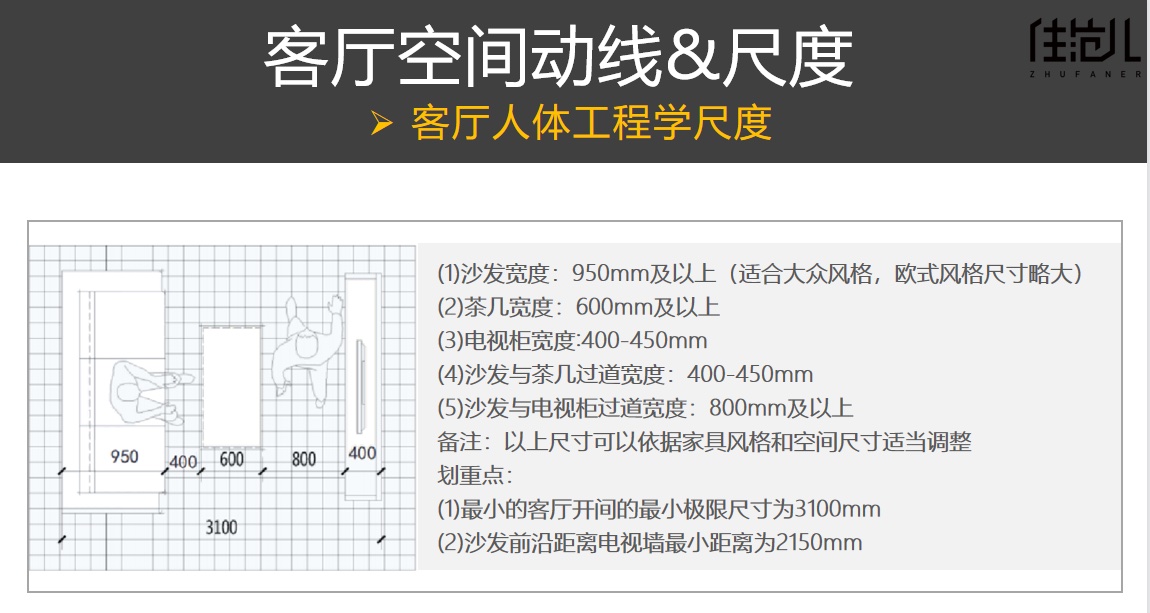 客厅空间动线&尺度
➢ 客厅人体工程学尺度
住范儿
ZHUFANER
950
400
600
800
400
3100
(1)沙发宽度：950mm及以上（适合大众风格，欧式风格尺寸略大）
(2)茶几宽度：600mm及以上
(3)电视柜宽度:400-450mm
(4)沙发与茶几过道宽度：400-450mm
(5)沙发与电视柜过道宽度：800mm及以上
备注：以上尺寸可以依据家具风格和空间尺寸适当调整
划重点：
(1)最小的客厅开间的最小极限尺寸为3100mm
(2)沙发前沿距离电视墙最小距离为2150mm